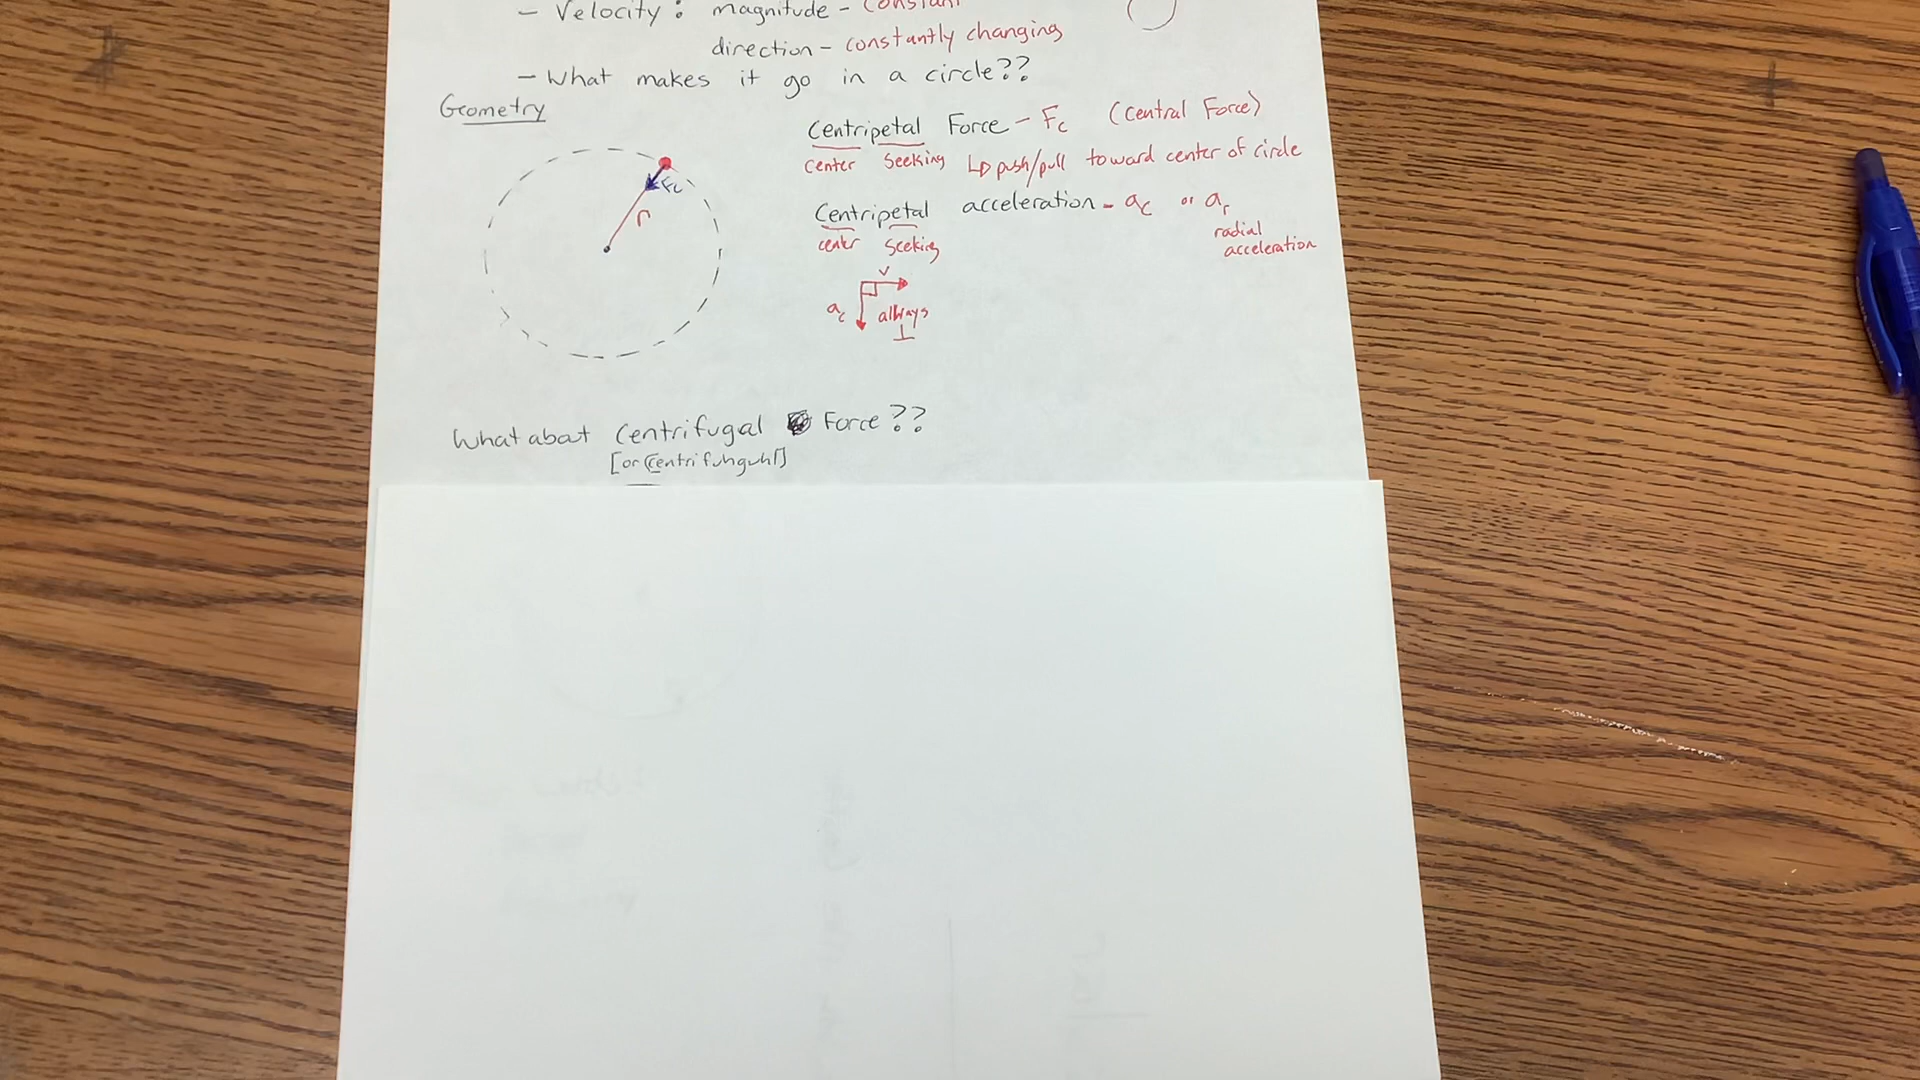 - Velocity: magnitude - constant
direction - constantly changing
- What makes it go in a circle??
Geometry
Fc
r
Centripetal Force - Fc (Central Force)
center seeking ↳ push/pull toward center of circle
Centripetal acceleration - ac or ar
center seeking
radial
acceleration
v
ac always
⊥
What about Centrifugal Force??
[or Centrifuhguhl]